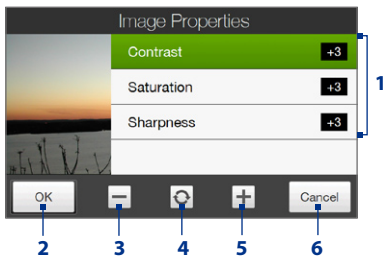 Image Properties
Contrast +3
Saturation +3
Sharpness +3
1
OK
Cancel
2 3 4 5 6